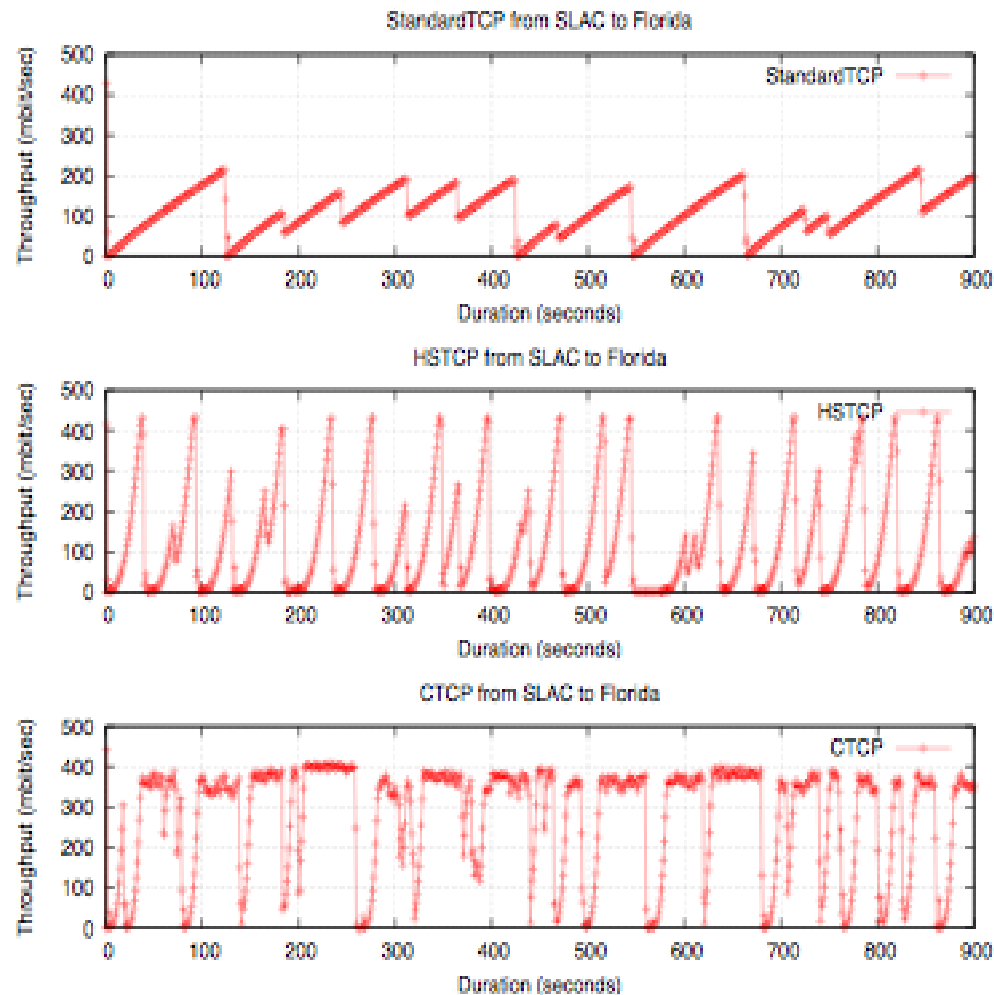 StandardTCP from SLAC to Florida
500
400
300
200
100
0
Throughput (mbit/sec)
StandardTCP
0 100 200 300 400 500 600 700 800 900
Duration (seconds)
HSTCP from SLAC to Florida
500
400
300
200
100
0
Throughput (mbit/sec)
HSTCP
0 100 200 300 400 500 600 700 800 900
Duration (seconds)
CTCP from SLAC to Florida
500
400
300
200
100
0
Throughput (mbit/sec)
CTCP
0 100 200 300 400 500 600 700 800 900
Duration (seconds)